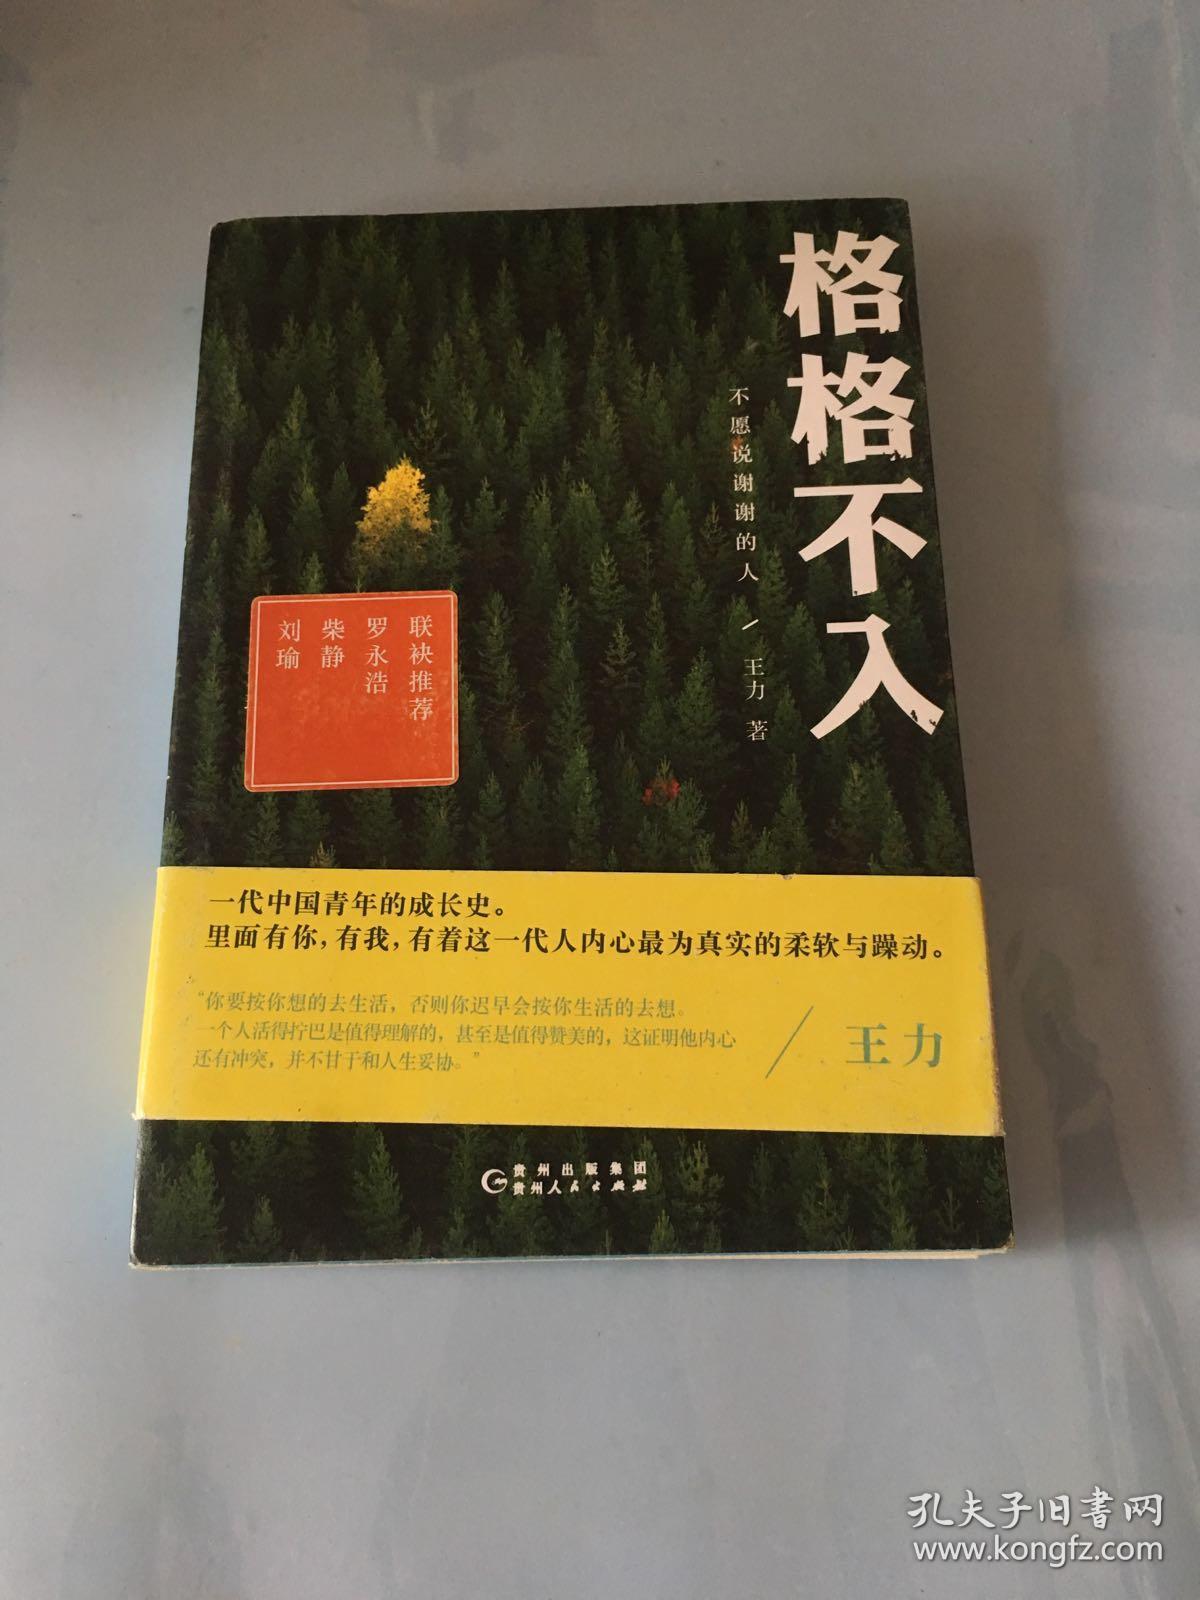 格格不入
不愿说谢谢的人 / 王力 著
联袂推荐
罗永浩
柴静
刘瑜
一代中国青年的成长史。
里面有你，有我，有着这一代人内心最为真实的柔软与躁动。
“你要按你想的去生活，否则你迟早会按你生活的去想。
一个人活得拧巴是值得理解的，甚至是值得赞美的，这证明他内心
还有冲突，并不甘于和人生妥协。”
/ 王力
贵州出版集团
贵州人民出版社
孔夫子旧书网
www.kongfz.com